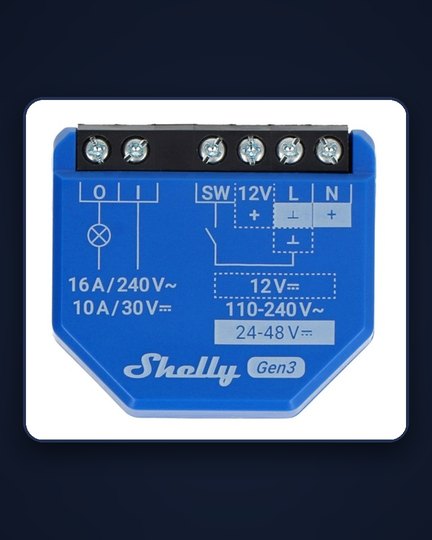 O I SW 12V L N
+ ⊥ +
⊥
16A/240V~
10A/30V⎓
12V⎓
110-240V~
24-48V⎓
Shelly Gen3